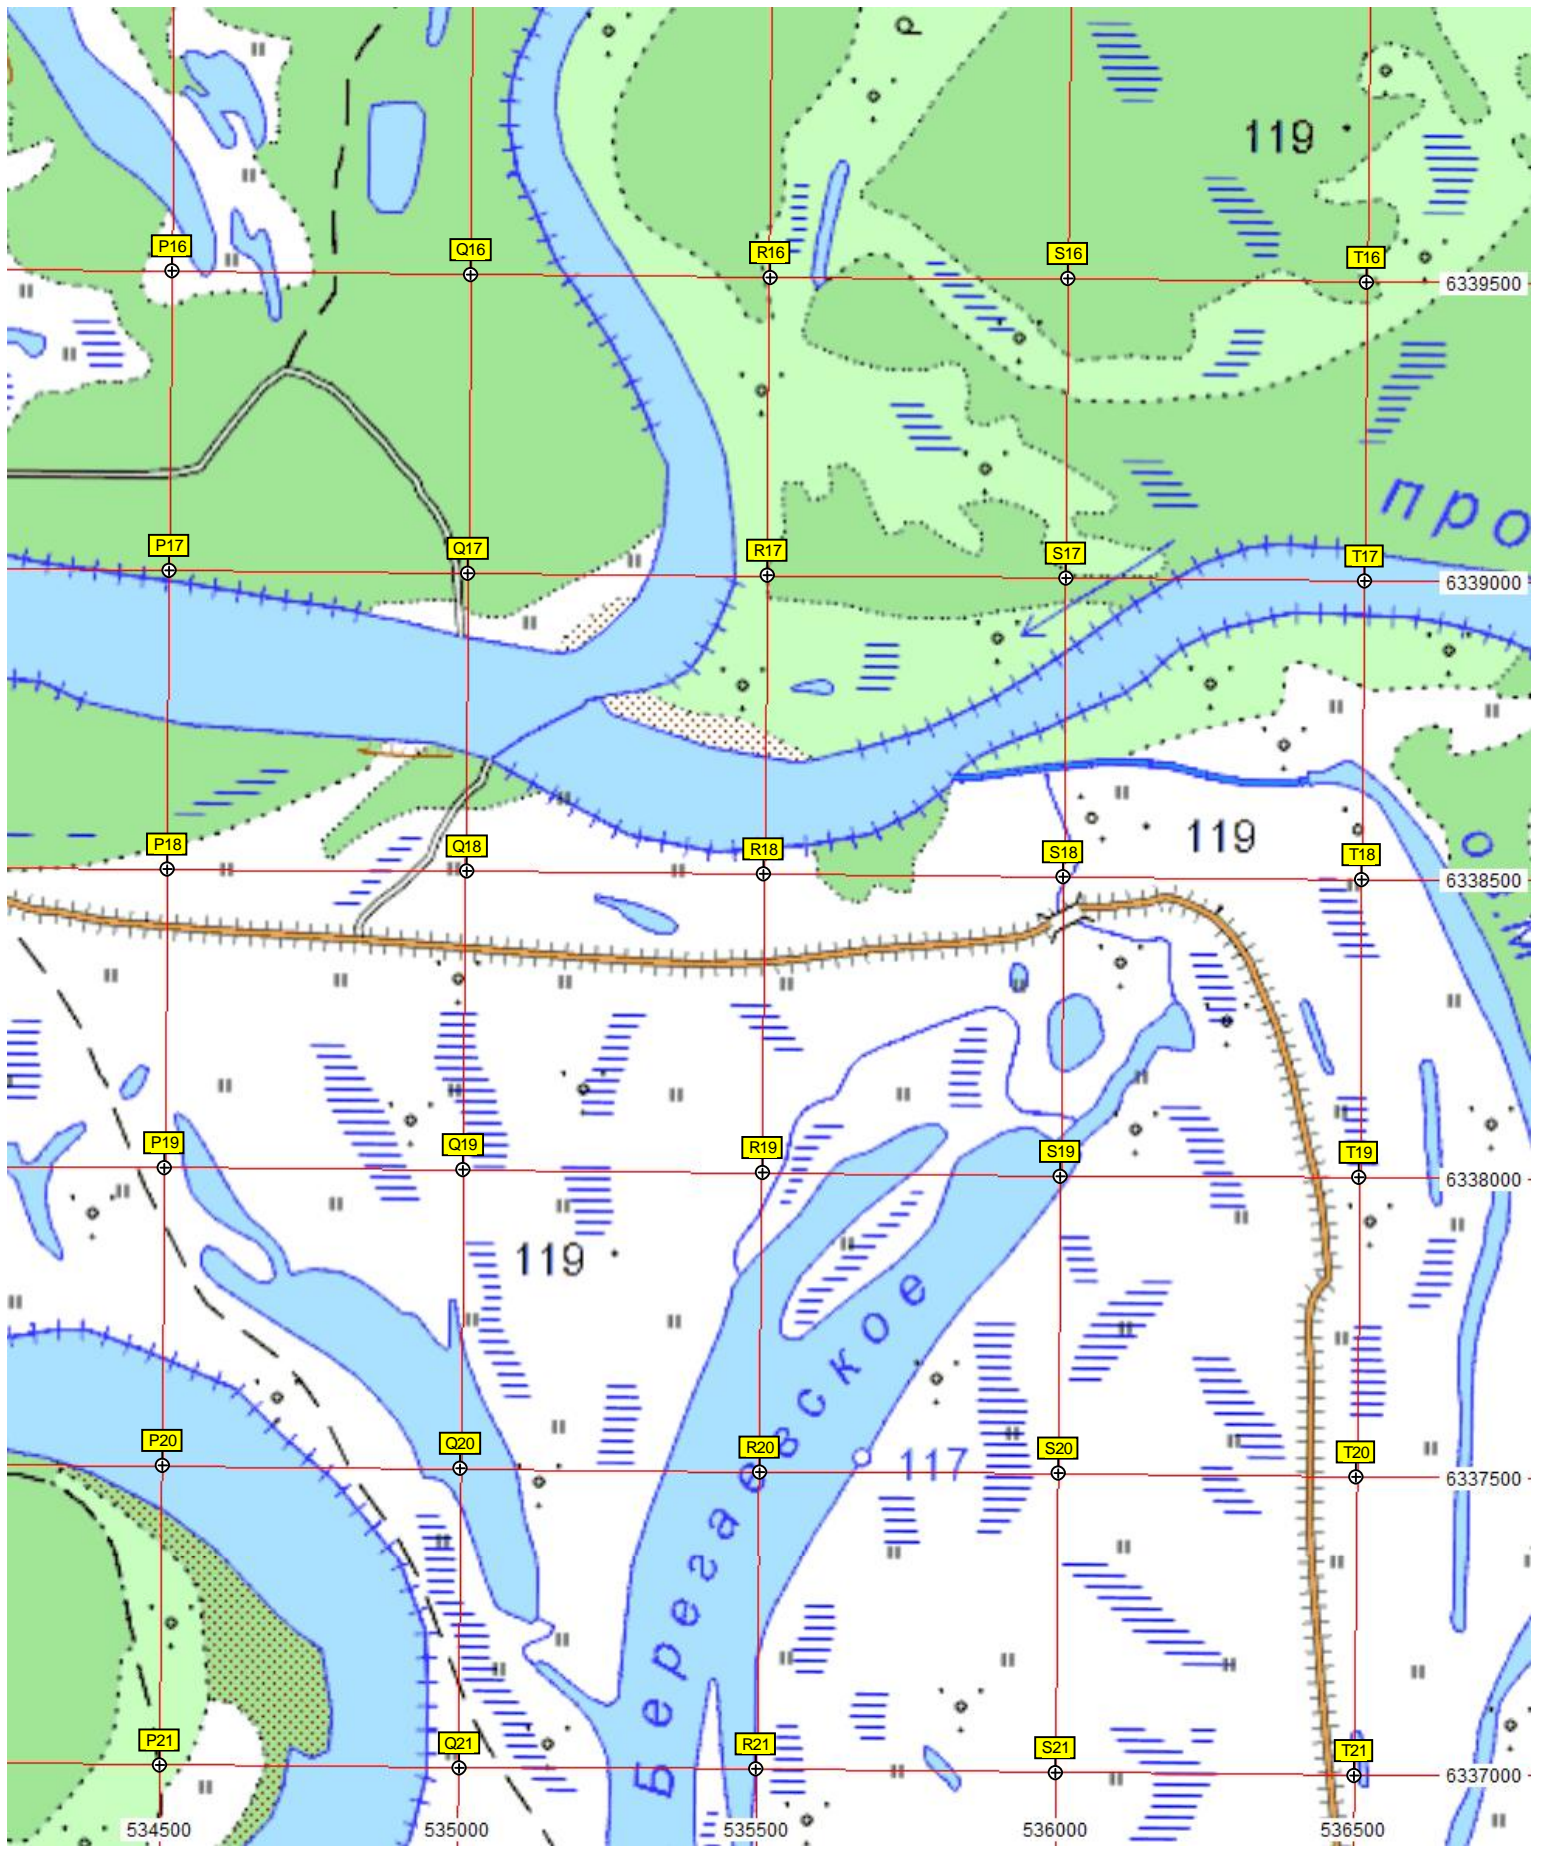 р
119
P16 Q16 R16 S16 T16
6339500
про
P17 Q17 R17 S17 T17
6339000
119
о
P18 Q18 R18 S18 T18
6338500
P19 Q19 R19 S19 T19
6338000
119
Берегаевское
P20 Q20 R20 S20 T20
117
6337500
P21 Q21 R21 S21 T21
6337000
534500 535000 535500 536000 536500